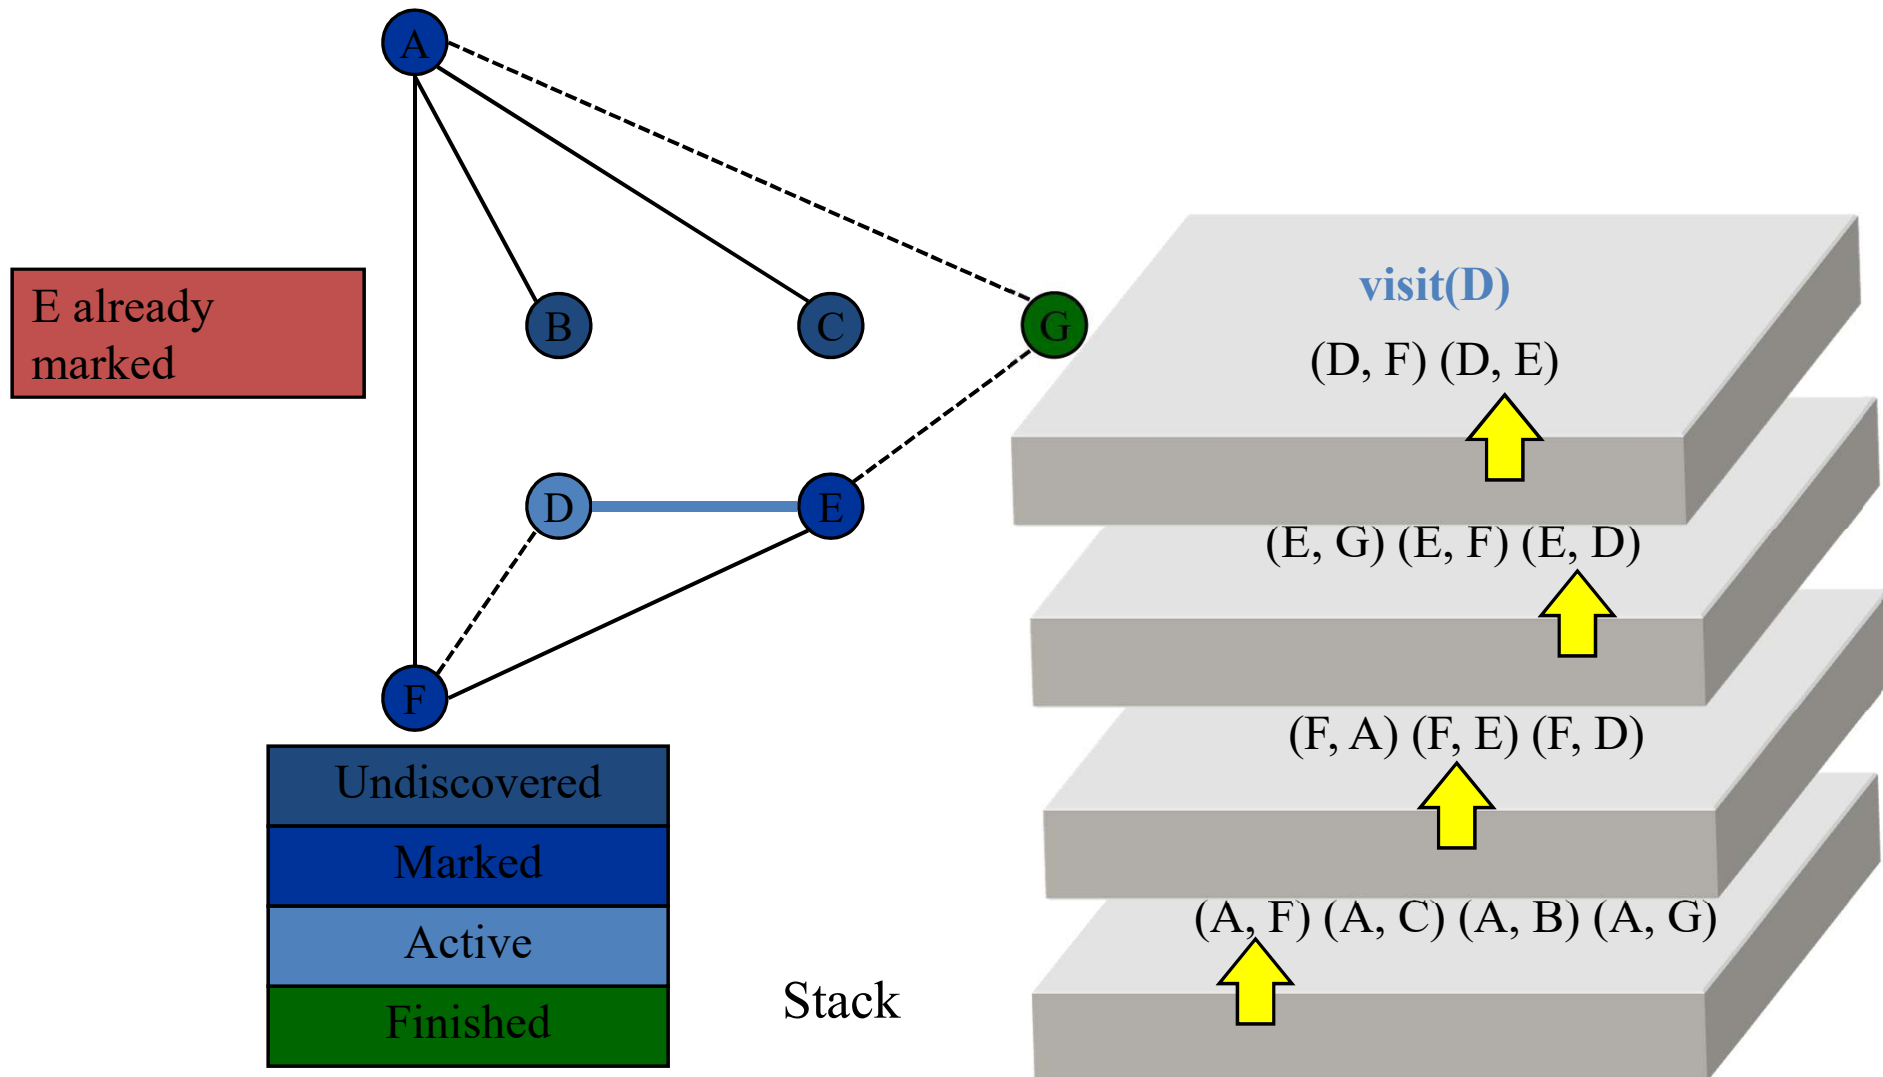 A
visit(D)
E already
marked
B
C
G
(D, F) (D, E)
D
E
(E, G) (E, F) (E, D)
F
(F, A) (F, E) (F, D)
Undiscovered
Marked
(A, F) (A, C) (A, B) (A, G)
Active
Stack
Finished